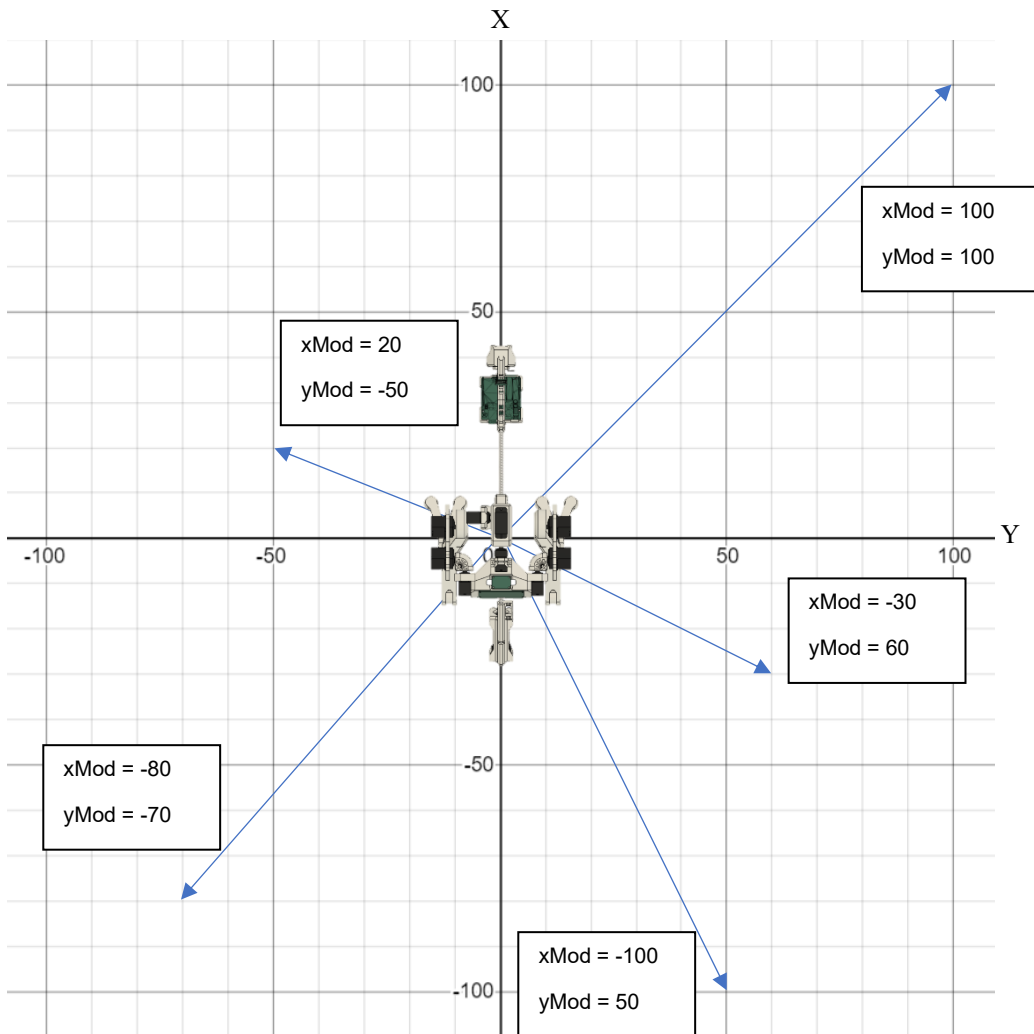 X
100
xMod = 100
yMod = 100
50
xMod = 20
yMod = -50
-100
-50
0
50
100
Y
xMod = -30
yMod = 60
-50
xMod = -80
yMod = -70
xMod = -100
yMod = 50
-100